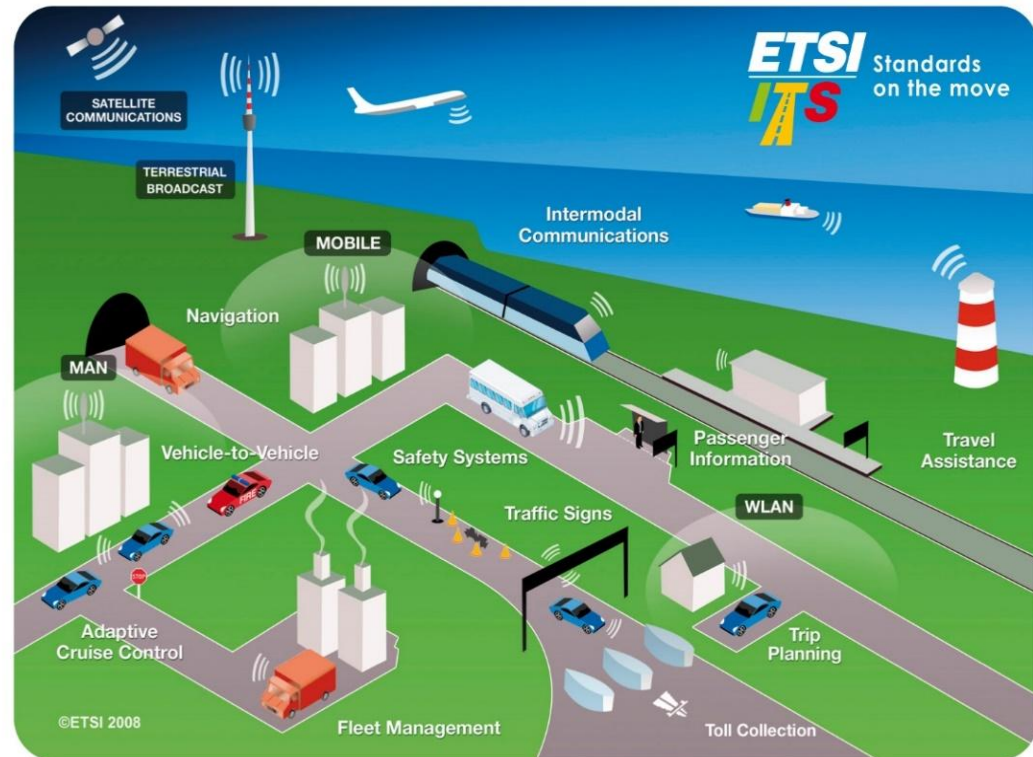 ETSI
ITS
Standards
on the move
SATELLITE
COMMUNICATIONS
TERRESTRIAL
BROADCAST
Intermodal
Communications
MOBILE
Navigation
MAN
Vehicle-to-Vehicle
Safety Systems
Passenger
Information
Travel
Assistance
FIRE
Traffic Signs
WLAN
STOP
Adaptive
Cruise Control
Trip
Planning
©ETSI 2008
Fleet Management
Toll Collection